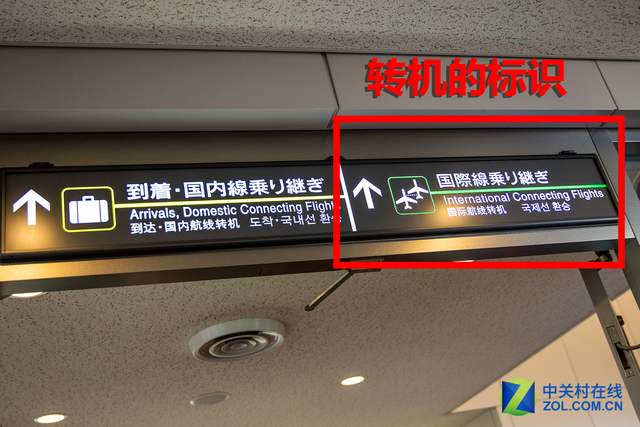 转机的标识
到着・国内線乗り継ぎ
Arrivals, Domestic Connecting Flights
到达・国内航线转机 도착・국내선 환승
国際線乗り継ぎ
International Connecting Flights
国际航线转机 국제선 환승
中关村在线
ZOL.COM.CN